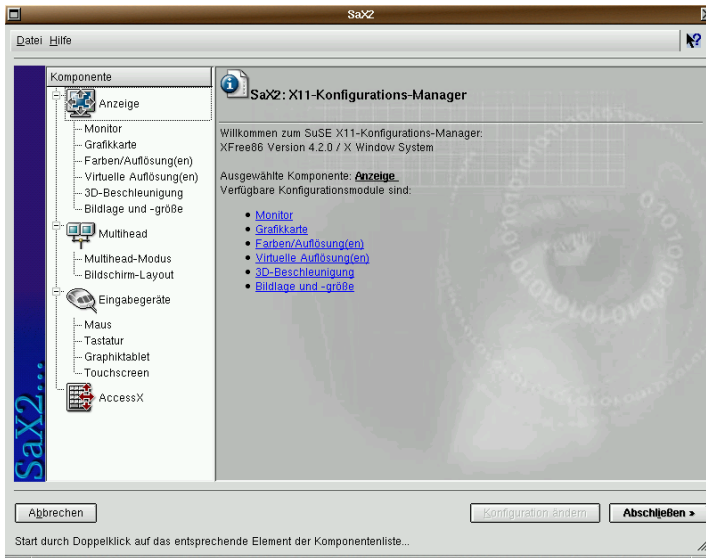 SaX2
Datei Hilfe
Komponente
Anzeige
Monitor
Grafikkarte
Farben/Auflösung(en)
Virtuelle Auflösung(en)
3D-Beschleunigung
Bildlage und -größe
Multihead
Multihead-Modus
Bildschirm-Layout
Eingabegeräte
Maus
Tastatur
Graphiktablet
Touchscreen
AccessX
SaX2...
SaX2: X11-Konfigurations-Manager
Willkommen zum SuSE X11-Konfigurations-Manager:
XFree86 Version 4.2.0 / X Window System
Ausgewählte Komponente: Anzeige
Verfügbare Konfigurationsmodule sind:
Monitor
Grafikkarte
Farben/Auflösung(en)
Virtuelle Auflösung(en)
3D-Beschleunigung
Bildlage und -größe
Abbrechen
Konfiguration ändern
Abschließen »
Start durch Doppelklick auf das entsprechende Element der Komponentenliste...